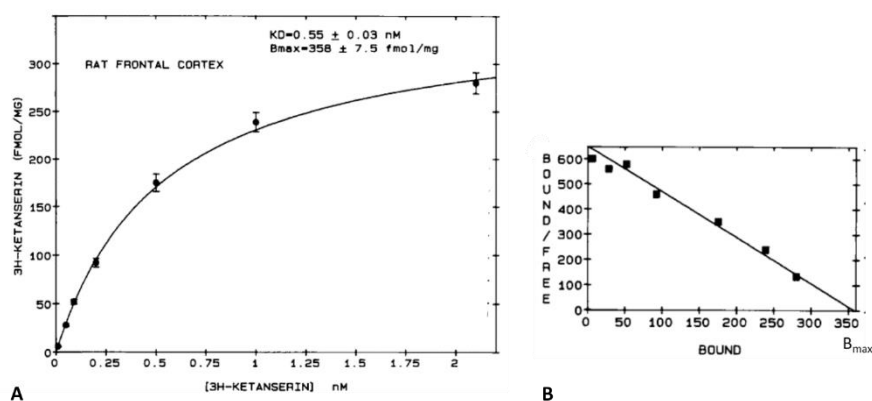 KD=0.55 ± 0.03 nM
Bmax=358 ± 7.5 fmol/mg
RAT FRONTAL CORTEX
3H-KETANSERIN (FMOL/MG)
300
250
200
150
100
50
0
0 0.25 0.5 0.75 1 1.25 1.5 1.75 2
[3H-KETANSERIN] nM
A
BOUND/FREE
600
500
400
300
200
100
0
0 50 100 150 200 250 300 350
BOUND
Bmax
B